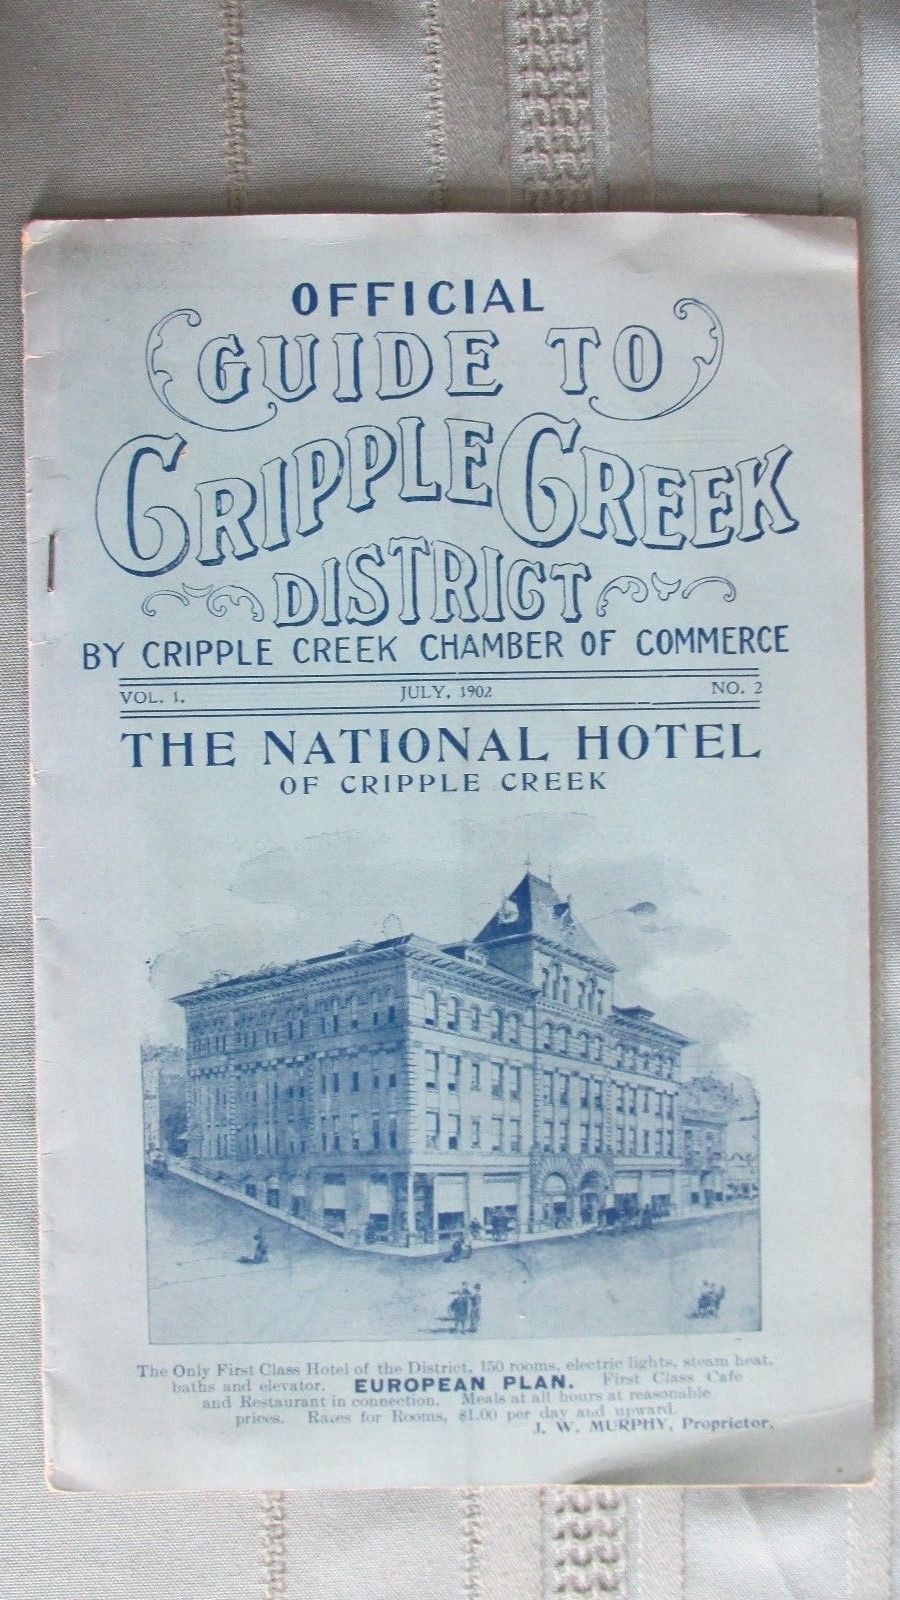 OFFICIAL
GUIDE TO
CRIPPLE CREEK
DISTRICT
BY CRIPPLE CREEK CHAMBER OF COMMERCE
VOL. 1. JULY, 1902 NO. 2
THE NATIONAL HOTEL
OF CRIPPLE CREEK
The Only First Class Hotel of the District, 150 rooms, electric lights, steam heat,
baths and elevator. EUROPEAN PLAN. First Class Cafe
and Restaurant in connection. Meals at all hours at reasonable
prices. Rates for Rooms, $1.00 per day and upward.
J. W. MURPHY, Proprietor.